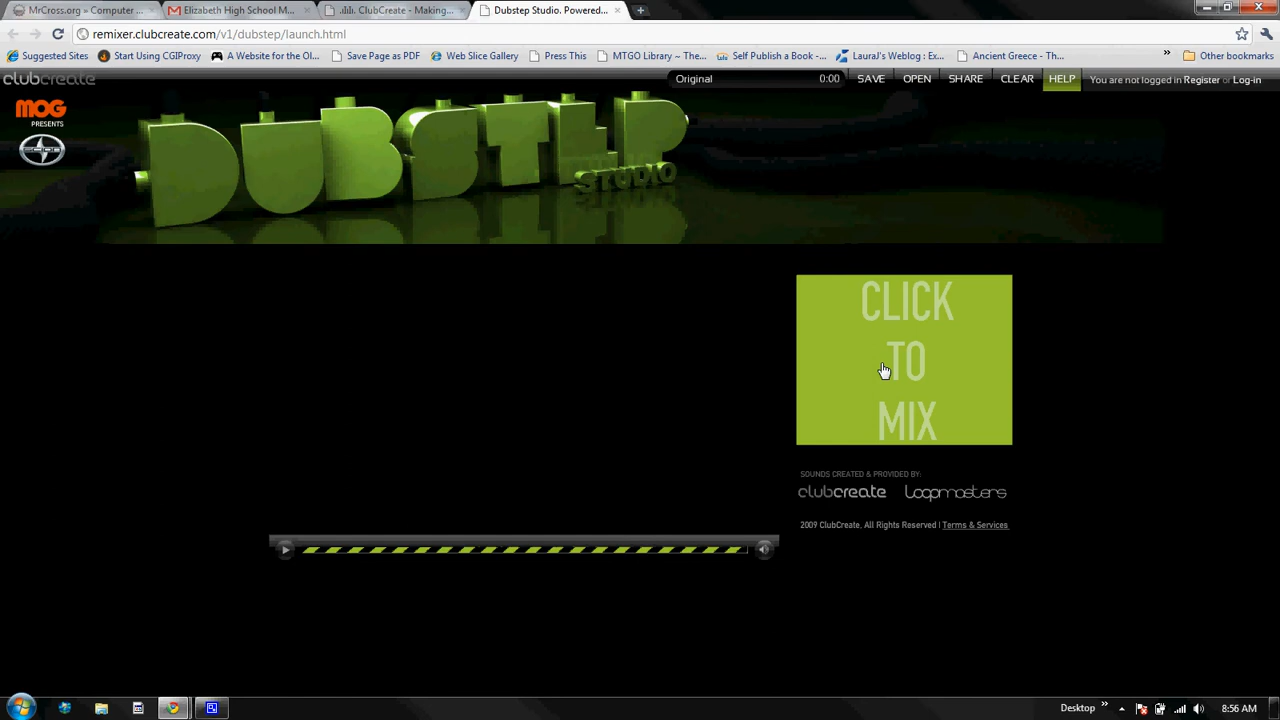 MrCross.org » Computer ...
Elizabeth High School M...
.ılılı. ClubCreate - Making...
Dubstep Studio. Powered...
remixer.clubcreate.com/v1/dubstep/launch.html
Suggested Sites
Start Using CGIProxy
A Website for the Ol...
Save Page as PDF
Web Slice Gallery
Press This
MTGO Library ~ The...
Self Publish a Book -...
LauraJ's Weblog : Ex...
Ancient Greece - Th...
»
Other bookmarks
clubcreate
Original 0:00
SAVE
OPEN
SHARE
CLEAR
HELP
You are not logged in Register or Log-in
MOG
PRESENTS
SCION
DUBSTEP
STUDIO
CLICK
TO
MIX
SOUNDS CREATED & PROVIDED BY:
clubcreate Loopmasters
2009 ClubCreate. All Rights Reserved | Terms & Services
Desktop » 8:56 AM